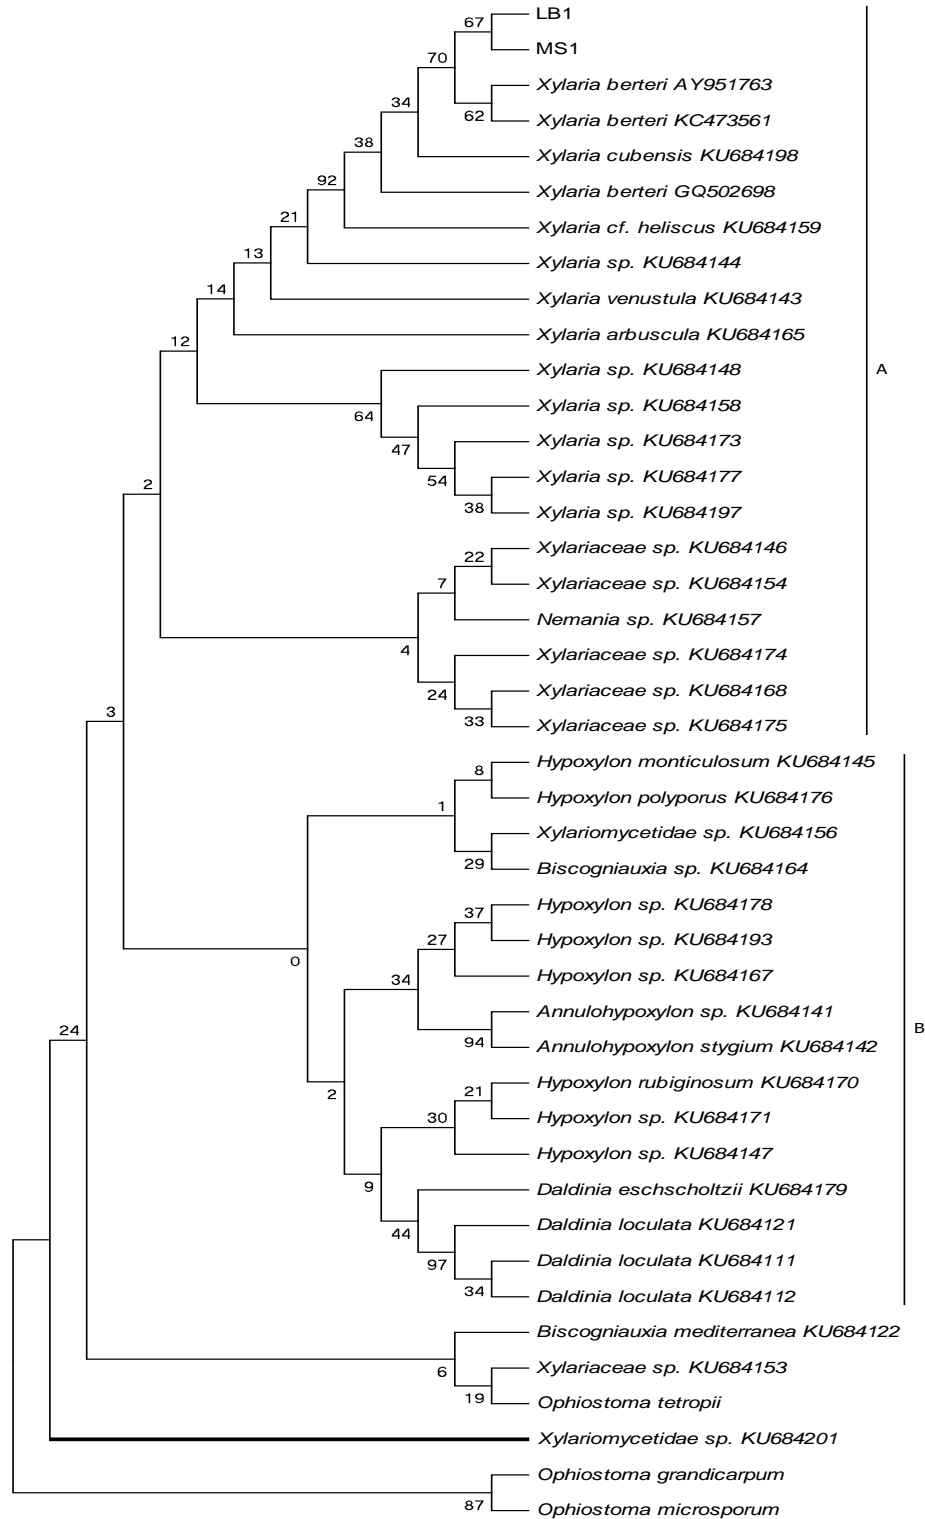 LB1
67
MS1
70
Xylaria berteri AY951763
34
62
Xylaria berteri KC473561
38
Xylaria cubensis KU684198
92
Xylaria berteri GQ502698
21
Xylaria cf. heliscus KU684159
13
Xylaria sp. KU684144
14
Xylaria venustula KU684143
12
Xylaria arbuscula KU684165
A
Xylaria sp. KU684148
64
Xylaria sp. KU684158
47
Xylaria sp. KU684173
54
Xylaria sp. KU684177
2
38
Xylaria sp. KU684197
Xylariaceae sp. KU684146
22
7
Xylariaceae sp. KU684154
Nemania sp. KU684157
4
Xylariaceae sp. KU684174
24
Xylariaceae sp. KU684168
3
33
Xylariaceae sp. KU684175
Hypoxylon monticulosum KU684145
8
1
Hypoxylon polyporus KU684176
Xylariomycetidae sp. KU684156
29
Biscogniauxia sp. KU684164
Hypoxylon sp. KU684178
37
27
Hypoxylon sp. KU684193
0
34
Hypoxylon sp. KU684167
Annulohypoxylon sp. KU684141
24
B
94
Annulohypoxylon stygium KU684142
2
Hypoxylon rubiginosum KU684170
21
30
Hypoxylon sp. KU684171
Hypoxylon sp. KU684147
9
Daldinia eschscholtzii KU684179
44
Daldinia loculata KU684121
97
Daldinia loculata KU684111
34
Daldinia loculata KU684112
Biscogniauxia mediterranea KU684122
6
Xylariaceae sp. KU684153
19
Ophiostoma tetropii
Xylariomycetidae sp. KU684201
Ophiostoma grandicarpum
87
Ophiostoma microsporum